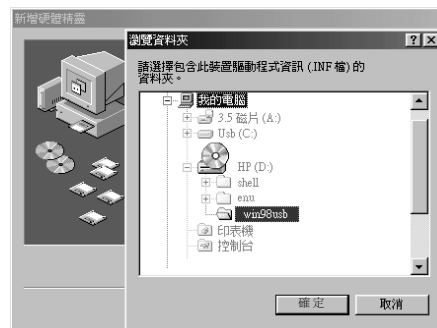 新增硬體精靈
瀏覽資料夾
請選擇包含此裝置驅動程式資訊 (.INF 檔) 的
資料夾。
我的電腦
3.5 磁片 (A:)
Usb (C:)
HP (D:)
shell
enu
win98usb
印表機
控制台
確定
取消